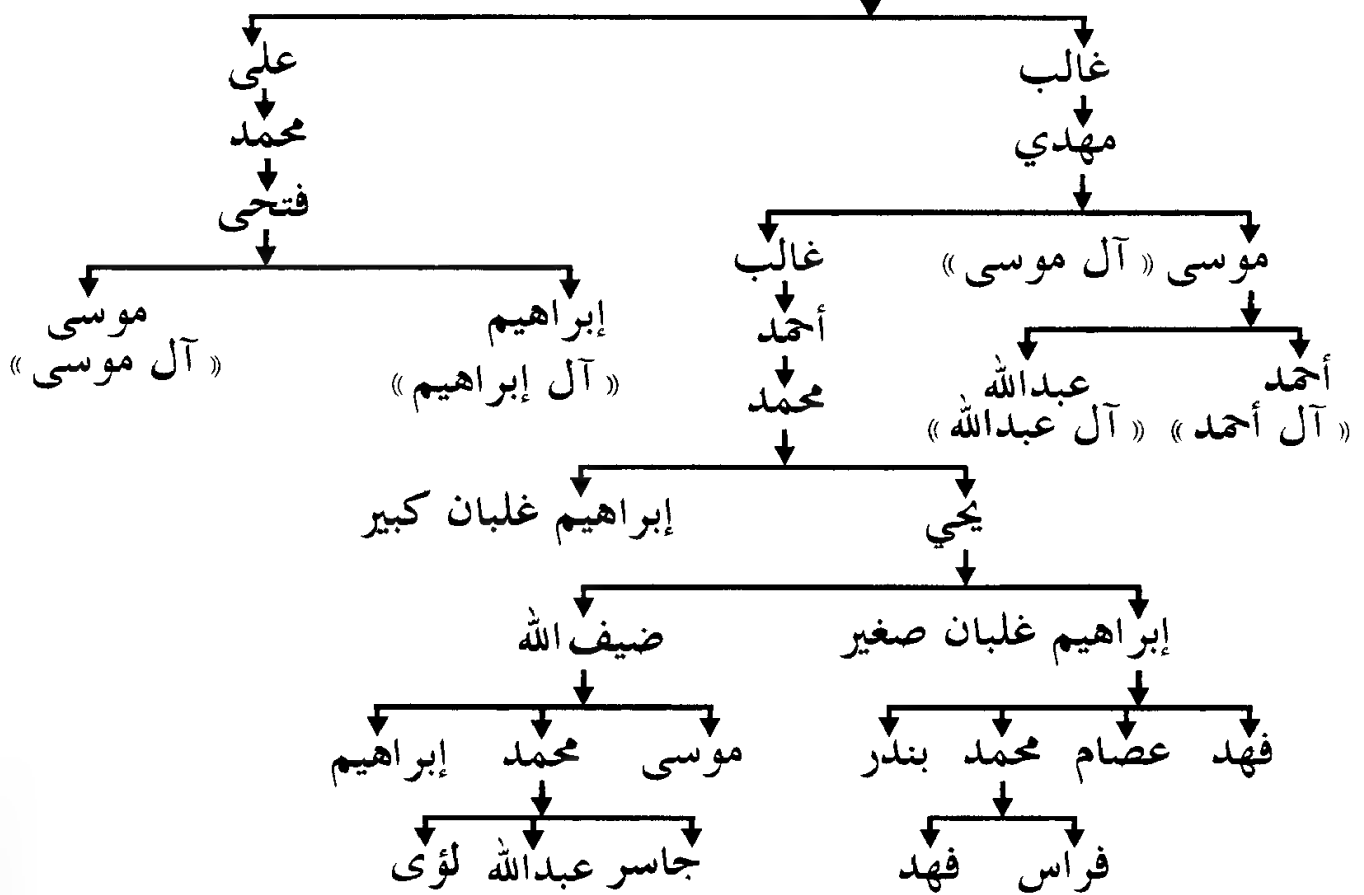 غالب
على
مهدي
محمد
فتحى
موسى « آل موسى »
غالب
إبراهيم
« آل إبراهيم »
موسى
« آل موسى »
أحمد
أحمد
« آل أحمد »
عبدالله
« آل عبدالله »
محمد
يحي
إبراهيم غلبان كبير
إبراهيم غلبان صغير
ضيف الله
فهد عصام محمد بندر
موسى محمد إبراهيم
فراس فهد
جاسر عبدالله لؤى